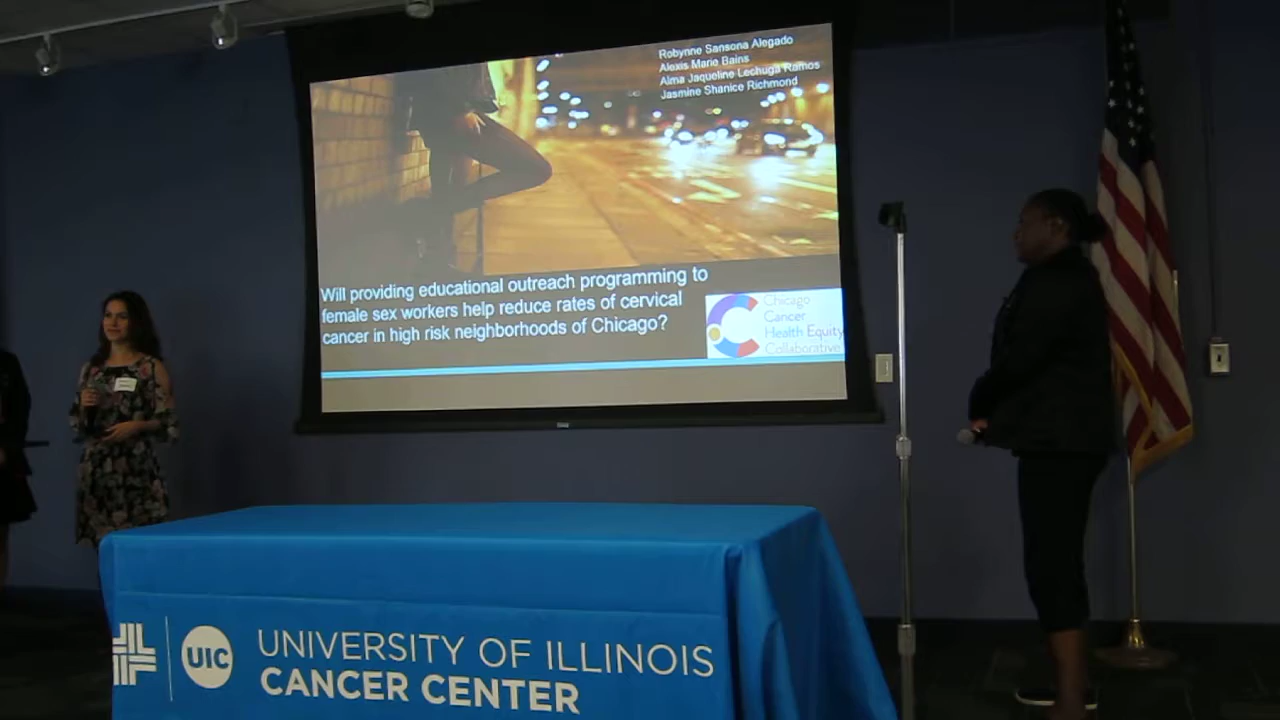 Robynne Sansona Alegado
Alexis Marie Bains
Alma Jaqueline Lechuga Ramos
Jasmine Shanice Richmond
Will providing educational outreach programming to
female sex workers help reduce rates of cervical
cancer in high risk neighborhoods of Chicago?
Chicago
Cancer
Health Equity
Collaborative
UIC
UNIVERSITY OF ILLINOIS
CANCER CENTER